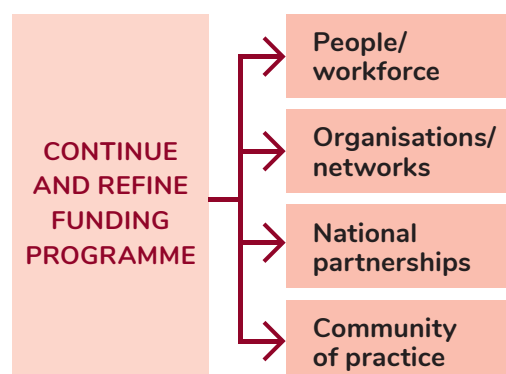 CONTINUE
AND REFINE
FUNDING
PROGRAMME
People/
workforce
Organisations/
networks
National
partnerships
Community
of practice